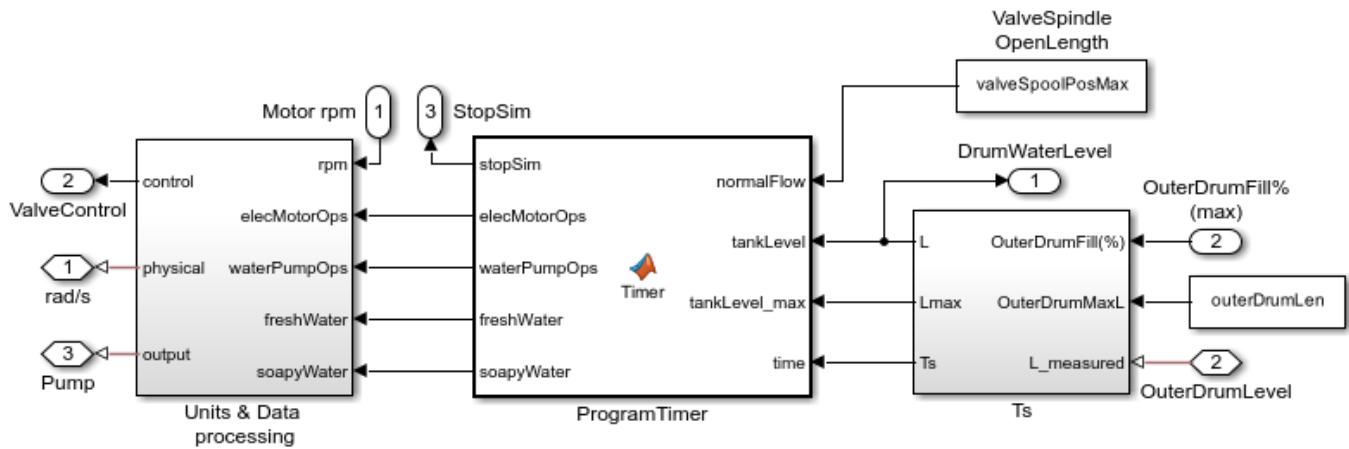 ValveSpindle
OpenLength
valveSpoolPosMax
Motor rpm
1
3
StopSim
DrumWaterLevel
1
OuterDrumFill%
(max)
2
2
ValveControl
control
rpm
stopSim
normalFlow
elecMotorOps
elecMotorOps
tankLevel
L
OuterDrumFill(%)
1
rad/s
physical
waterPumpOps
waterPumpOps
Timer
tankLevel_max
Lmax
OuterDrumMaxL
outerDrumLen
freshWater
freshWater
3
Pump
output
soapyWater
soapyWater
time
Ts
L_measured
2
OuterDrumLevel
Units & Data
processing
ProgramTimer
Ts